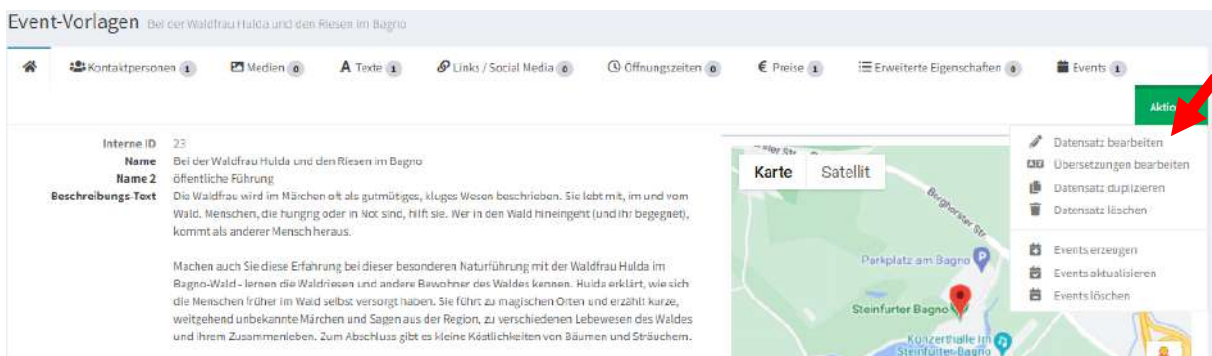 Event-Vorlagen Bei der Waldfrau Hulda und den Riesen im Bagno
Kontaktpersonen 1 Medien 0 A Texte 1 Links / Social Media 0 Öffnungszeiten 0 € Preise 1 Erweiterte Eigenschaften 0 Events 1
Interne ID 23
Name Bei der Waldfrau Hulda und den Riesen im Bagno
Name 2 öffentliche Führung
Beschreibungs-Text Die Waldfrau wird im Märchen oft als gutmütiges, kluges Wesen beschrieben. Sie lebt mit, im und vom
Wald. Menschen, die hungrig oder in Not sind, hilft sie. Wer in den Wald hineingeht (und ihr begegnet),
kommt als anderer Mensch heraus.
Machen auch Sie diese Erfahrung bei dieser besonderen Naturführung mit der Waldfrau Hulda im
Bagno-Wald - lernen die Waldriesen und andere Bewohner des Waldes kennen. Hulda erklärt, wie sich
die Menschen früher im Wald selbst versorgt haben. Sie führt zu magischen Orten und erzählt kurze,
weitgehend unbekannte Märchen und Sagen aus der Region, zu verschiedenen Lebewesen des Waldes
und ihrem Zusammenleben. Zum Abschluss gibt es kleine Köstlichkeiten von Bäumen und Sträuchern.
Karte Satellit
Borghorster Str.
Parkplatz am Bagno
Steinfurter Bagno
Konzerthalle im
Steinfurter Bagno
Datensatz bearbeiten
Übersetzungen bearbeiten
Datensatz duplizieren
Datensatz löschen
Events erzeugen
Events aktualisieren
Events löschen